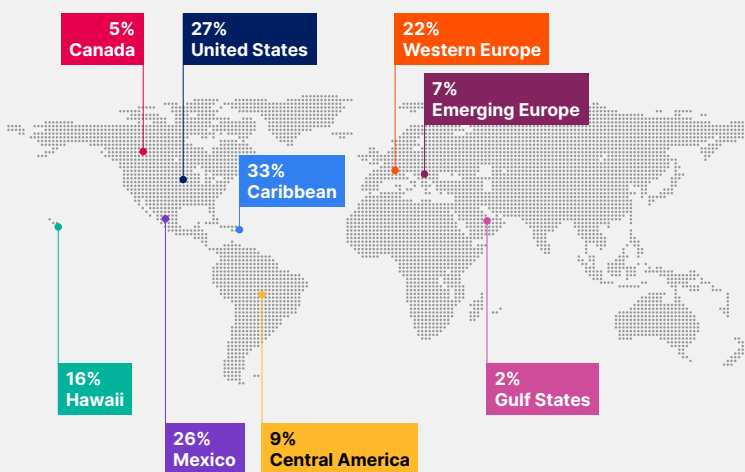 5%
Canada
27%
United States
22%
Western Europe
7%
Emerging Europe
33%
Caribbean
16%
Hawaii
2%
Gulf States
26%
Mexico
9%
Central America